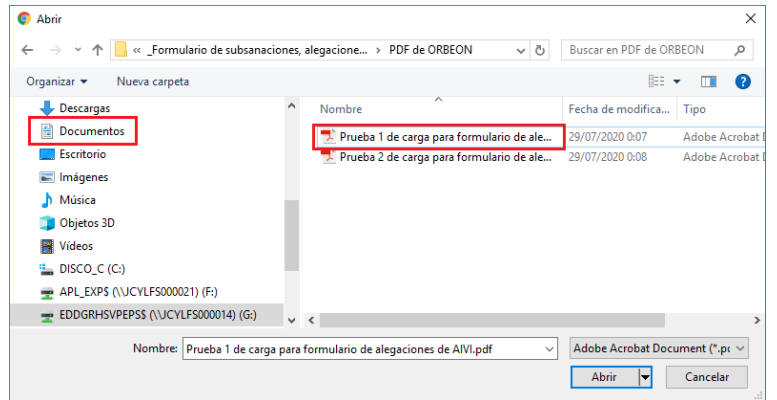 Abrir
« _Formulario de subsanaciones, alegacione... > PDF de ORBEON
Buscar en PDF de ORBEON
Organizar
Nueva carpeta
Descargas
Documentos
Escritorio
Imágenes
Música
Objetos 3D
Vídeos
DISCO_C (C:)
APL_EXP$ (\\JCYLFS000021) (F:)
EDDGRHSVPEPS$ (\\JCYLFS000014) (G:)
Nombre Fecha de modifica... Tipo
Prueba 1 de carga para formulario de ale... 29/07/2020 0:07 Adobe Acrobat D
Prueba 2 de carga para formulario de ale... 29/07/2020 0:08 Adobe Acrobat D
Nombre: Prueba 1 de carga para formulario de alegaciones de AIVI.pdf
Adobe Acrobat Document (*.pc
Abrir
Cancelar